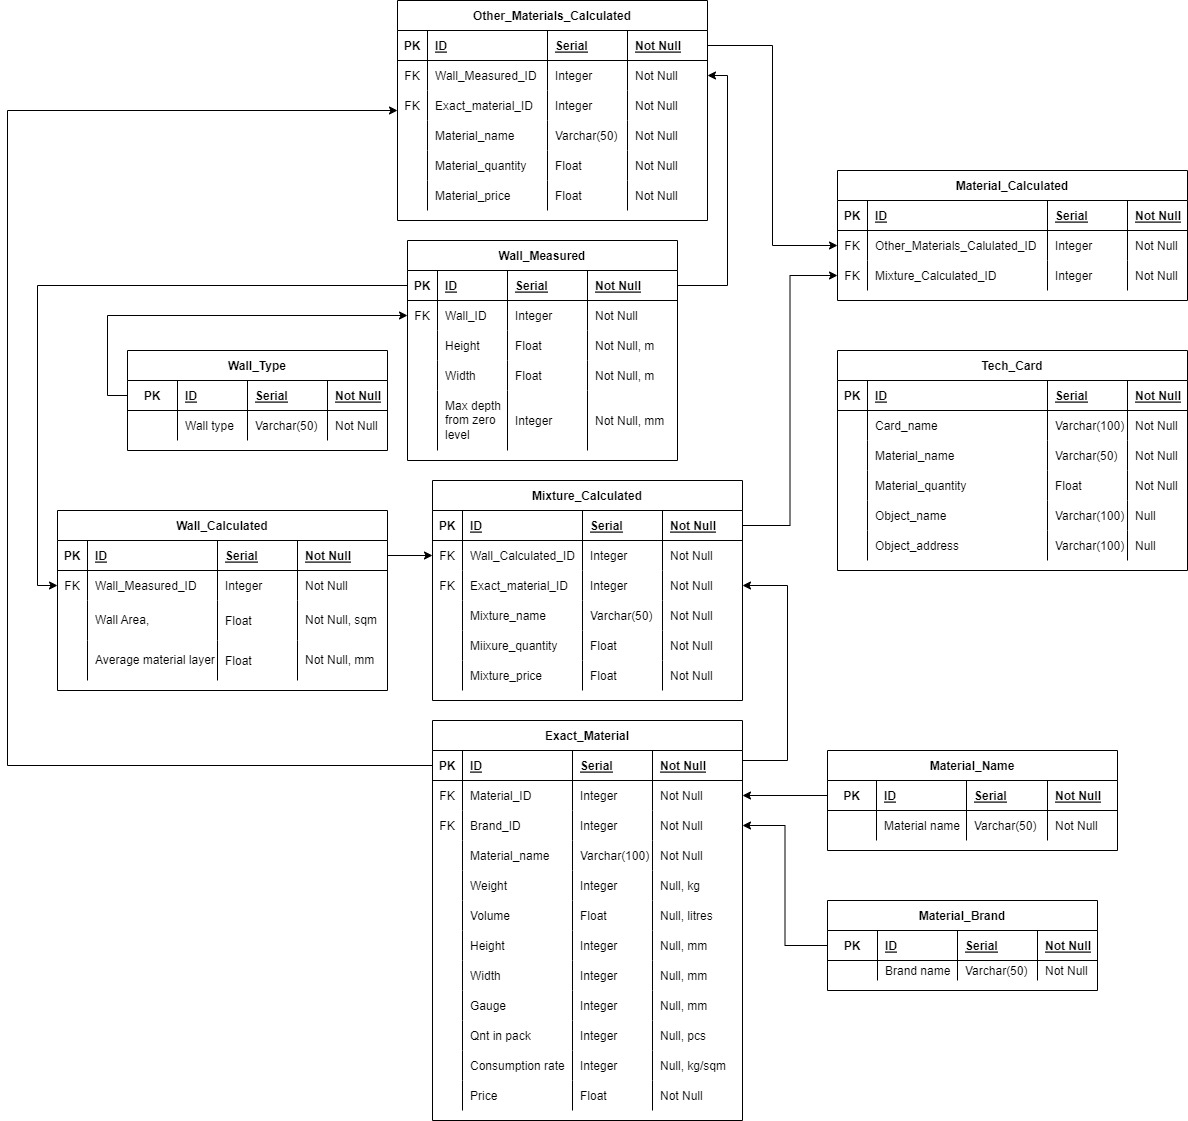 Other_Materials_Calculated
PK ID Serial Not Null
FK Wall_Measured_ID Integer Not Null
FK Exact_material_ID Integer Not Null
Material_name Varchar(50) Not Null
Material_quantity Float Not Null
Material_price Float Not Null
Material_Calculated
PK ID Serial Not Null
FK Other_Materials_Calulated_ID Integer Not Null
FK Mixture_Calculated_ID Integer Not Null
Wall_Measured
PK ID Serial Not Null
FK Wall_ID Integer Not Null
Height Float Not Null, m
Width Float Not Null, m
Max depth
from zero
level
Integer Not Null, mm
Wall_Type
PK ID Serial Not Null
Wall type Varchar(50) Not Null
Tech_Card
PK ID Serial Not Null
Card_name Varchar(100) Not Null
Material_name Varchar(50) Not Null
Material_quantity Float Not Null
Object_name Varchar(100) Null
Object_address Varchar(100) Null
Mixture_Calculated
PK ID Serial Not Null
FK Wall_Calculated_ID Integer Not Null
FK Exact_material_ID Integer Not Null
Mixture_name Varchar(50) Not Null
Miixure_quantity Float Not Null
Mixture_price Float Not Null
Wall_Calculated
PK ID Serial Not Null
FK Wall_Measured_ID Integer Not Null
Wall Area, Float Not Null, sqm
Average material layer Float Not Null, mm
Exact_Material
PK ID Serial Not Null
FK Material_ID Integer Not Null
FK Brand_ID Integer Not Null
Material_name Varchar(100) Not Null
Weight Integer Null, kg
Volume Float Null, litres
Height Integer Null, mm
Width Integer Null, mm
Gauge Integer Null, mm
Qnt in pack Integer Null, pcs
Consumption rate Integer Null, kg/sqm
Price Float Not Null
Material_Name
PK ID Serial Not Null
Material name Varchar(50) Not Null
Material_Brand
PK ID Serial Not Null
Brand name Varchar(50) Not Null